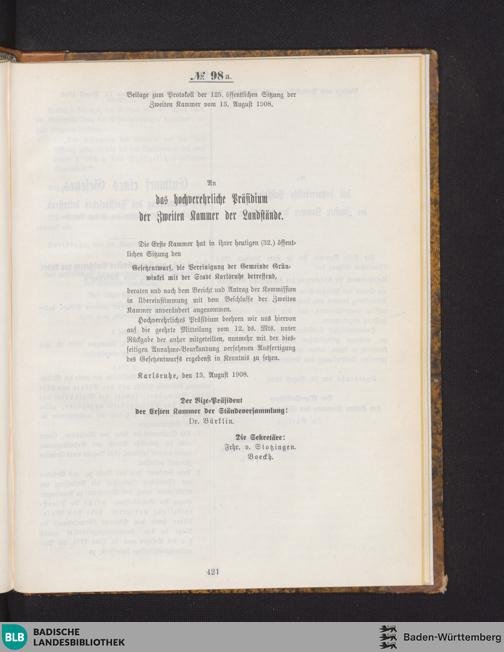 № 98a.
Beilage zum Protokoll der 125. öffentlichen Sitzung der
Zweiten Kammer vom 13. August 1908.
An
das hochverehrliche Präsidium
der Zweiten Kammer der Landstände.
Die Erste Kammer hat in ihrer heutigen (32.) öffent-
lichen Sitzung den
Gesetzentwurf, die Vereinigung der Gemeinde Grün-
winkel mit der Stadt Karlsruhe betreffend,
beraten und nach dem Bericht und Antrag der Kommission
in Übereinstimmung mit dem Beschlusse der Zweiten
Kammer unverändert angenommen.
Hochverehrliches Präsidium beehren wir uns hiervon
auf die geehrte Mitteilung vom 12. ds. Mts. unter
Rückgabe der anher mitgeteilten, nunmehr mit der dies-
seitigen Annahme-Beurkundung versehenen Ausfertigung
des Gesetzentwurfs ergebenst in Kenntnis zu setzen.
Karlsruhe, den 13. August 1908.
Der Vize-Präsident
der Ersten Kammer der Ständeversammlung:
Dr. Bürklin.
Die Sekretäre:
Frhr. v. Stotzingen.
Boeckh.
421
BLB BADISCHE
LANDESBIBLIOTHEK
Baden-Württemberg